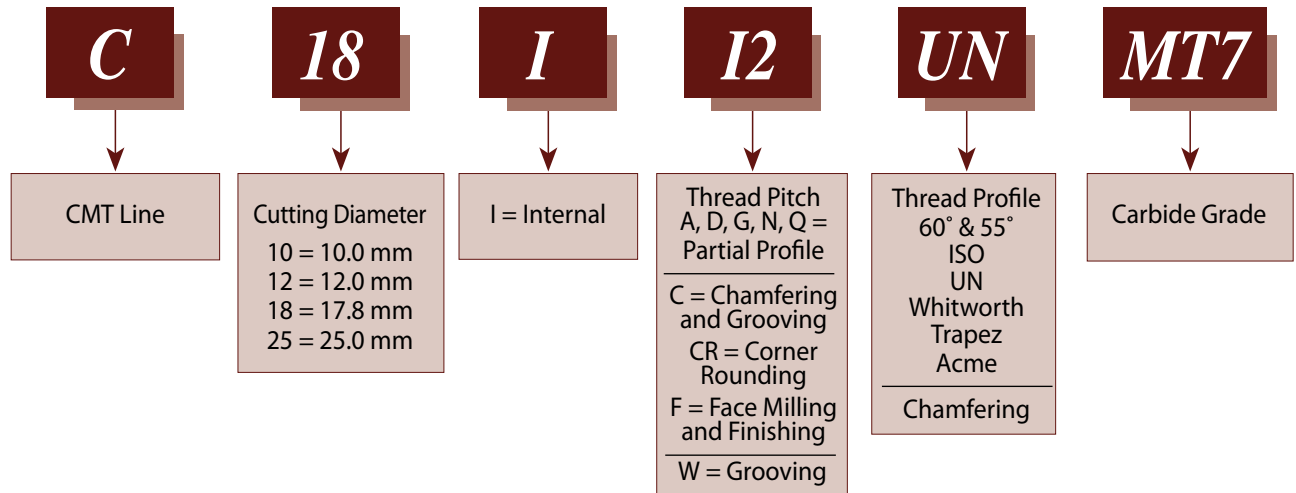 C 18 I I2 UN MT7
CMT Line
Cutting Diameter
10 = 10.0 mm
12 = 12.0 mm
18 = 17.8 mm
25 = 25.0 mm
I = Internal
Thread Pitch
A, D, G, N, Q =
Partial Profile
C = Chamfering
and Grooving
CR = Corner
Rounding
F = Face Milling
and Finishing
W = Grooving
Thread Profile
60˚ & 55˚
ISO
UN
Whitworth
Trapez
Acme
Chamfering
Carbide Grade